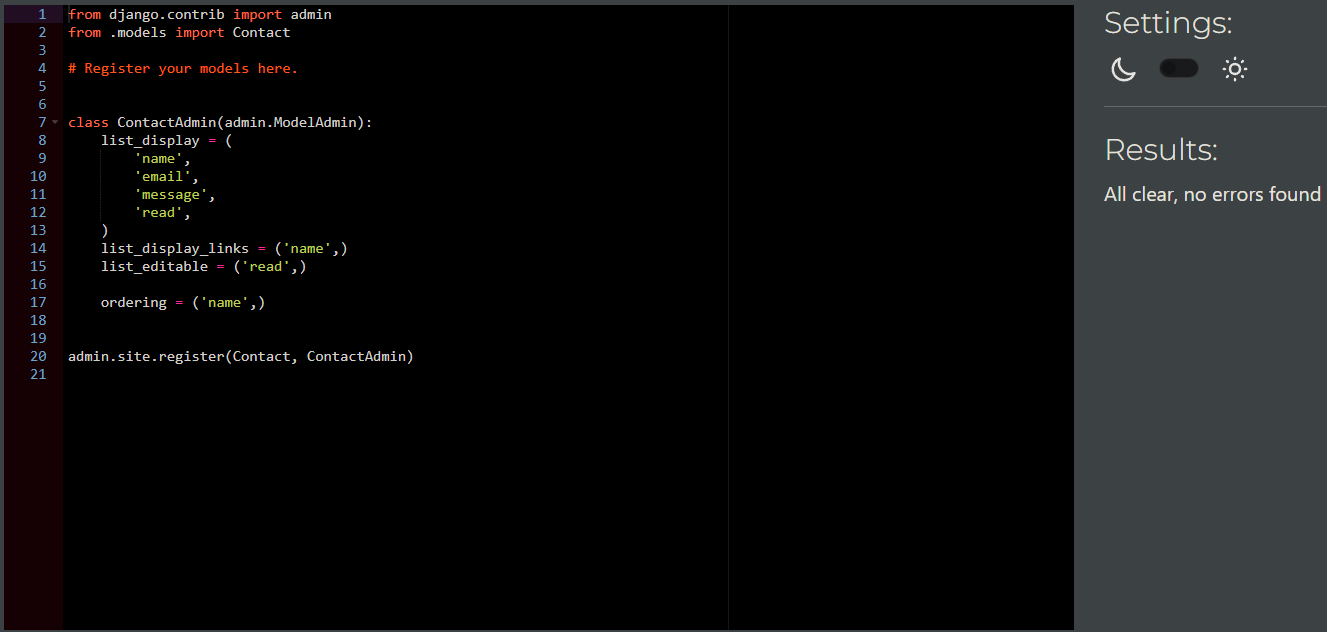 1 from django.contrib import admin
2 from .models import Contact
3
4 # Register your models here.
5
6
7 class ContactAdmin(admin.ModelAdmin):
8     list_display = (
9         'name',
10         'email',
11         'message',
12         'read',
13     )
14     list_display_links = ('name',)
15     list_editable = ('read',)
16
17     ordering = ('name',)
18
19
20 admin.site.register(Contact, ContactAdmin)
21
Settings:
Results:
All clear, no errors found